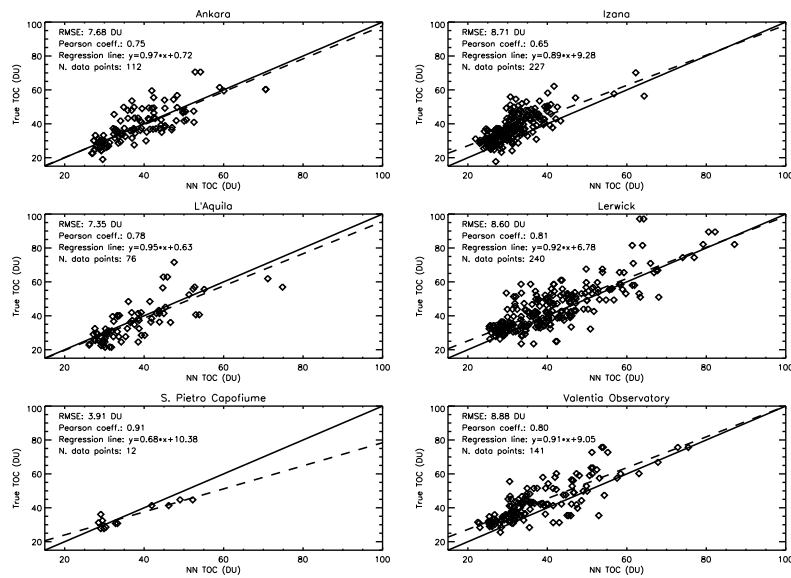 Ankara
RMSE: 7.68 DU
Pearson coeff.: 0.75
Regression line: y=0.97*x+0.72
N. data points: 112
True TOC (DU)
100
80
60
40
20
20 40 60 80 100
NN TOC (DU)
Izana
RMSE: 8.71 DU
Pearson coeff.: 0.65
Regression line: y=0.89*x+9.28
N. data points: 227
True TOC (DU)
100
80
60
40
20
20 40 60 80 100
NN TOC (DU)
L'Aquila
RMSE: 7.35 DU
Pearson coeff.: 0.78
Regression line: y=0.95*x+0.63
N. data points: 76
True TOC (DU)
100
80
60
40
20
20 40 60 80 100
NN TOC (DU)
Lerwick
RMSE: 8.60 DU
Pearson coeff.: 0.81
Regression line: y=0.92*x+6.78
N. data points: 240
True TOC (DU)
100
80
60
40
20
20 40 60 80 100
NN TOC (DU)
S. Pietro Capofiume
RMSE: 3.91 DU
Pearson coeff.: 0.91
Regression line: y=0.68*x+10.38
N. data points: 12
True TOC (DU)
100
80
60
40
20
20 40 60 80 100
NN TOC (DU)
Valentia Observatory
RMSE: 8.88 DU
Pearson coeff.: 0.80
Regression line: y=0.91*x+9.05
N. data points: 141
True TOC (DU)
100
80
60
40
20
20 40 60 80 100
NN TOC (DU)